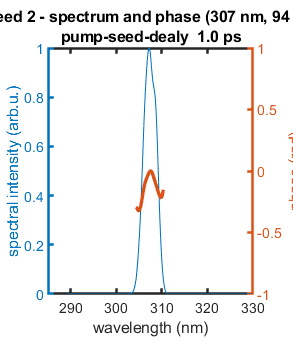 eed 2 - spectrum and phase (307 nm, 94
pump-seed-dealy 1.0 ps
spectral intensity (arb.u.)
1
0.8
0.6
0.4
0.2
0
1
0.5
0
-0.5
-1
290 300 310 320 330
wavelength (nm)